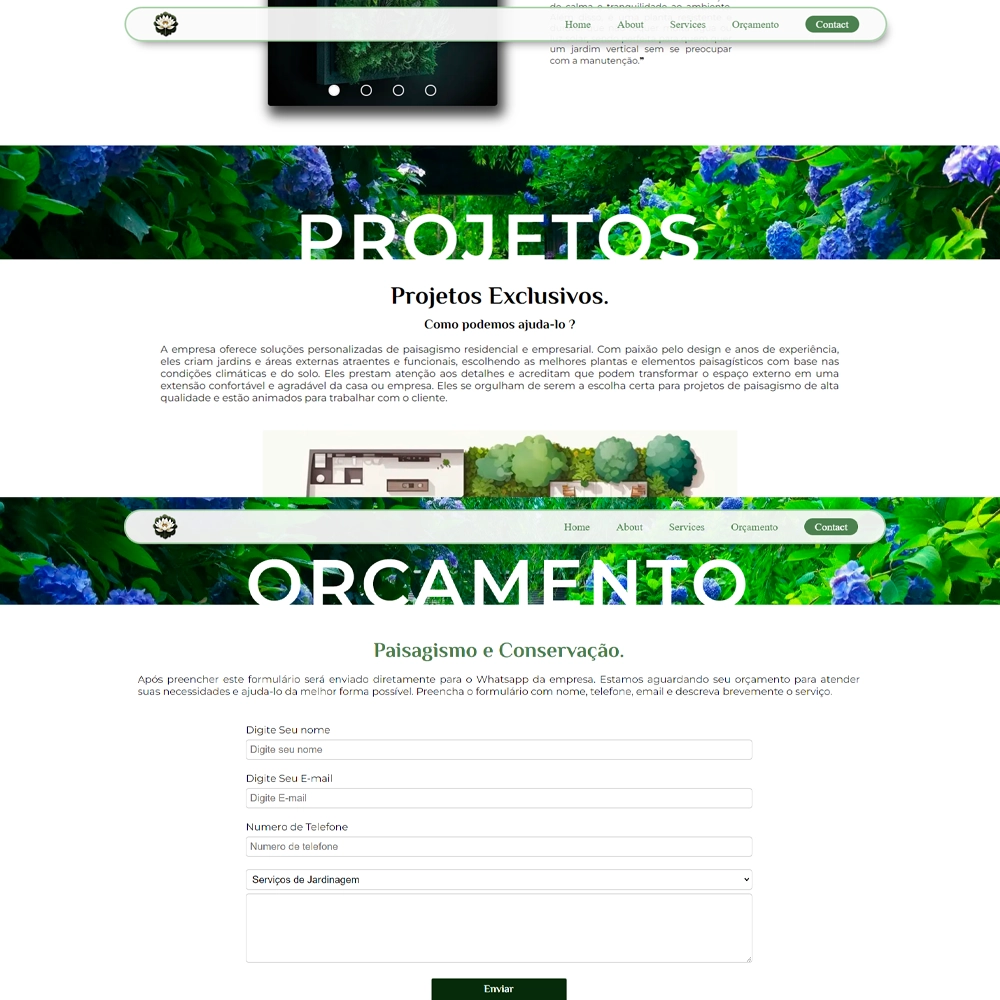 Home About Services Orçamento Contact
um jardim vertical sem se preocupar
com a manutenção."
PROJETOS
Projetos Exclusivos.
Como podemos ajuda-lo ?
A empresa oferece soluções personalizadas de paisagismo residencial e empresarial. Com paixão pelo design e anos de experiência,
eles criam jardins e áreas externas atraentes e funcionais, escolhendo as melhores plantas e elementos paisagísticos com base nas
condições climáticas e do solo. Eles prestam atenção aos detalhes e acreditam que podem transformar o espaço externo em uma
extensão confortável e agradável da casa ou empresa. Eles se orgulham de serem a escolha certa para projetos de paisagismo de alta
qualidade e estão animados para trabalhar com o cliente.
Home About Services Orçamento Contact
ORÇAMENTO
Paisagismo e Conservação.
Após preencher este formulário será enviado diretamente para o Whatsapp da empresa. Estamos aguardando seu orçamento para atender
suas necessidades e ajuda-lo da melhor forma possível. Preencha o formulário com nome, telefone, email e descreva brevemente o serviço.
Digite Seu nome
Digite seu nome
Digite Seu E-mail
Digite E-mail
Numero de Telefone
Numero de telefone
Serviços de Jardinagem
Enviar